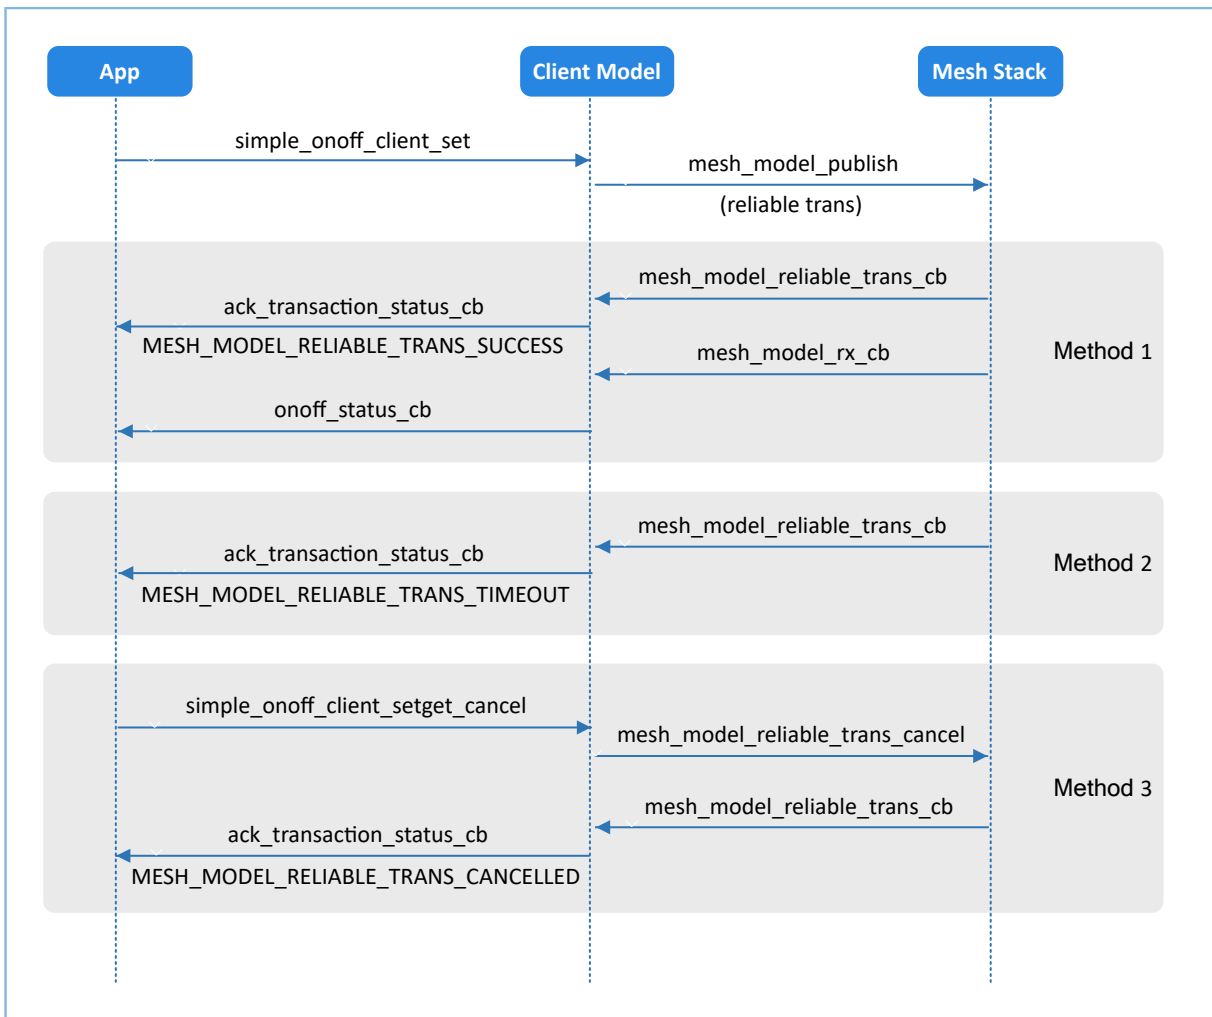 App
Client Model
Mesh Stack
simple_onoff_client_set
mesh_model_publish
(reliable trans)
mesh_model_reliable_trans_cb
ack_transaction_status_cb
MESH_MODEL_RELIABLE_TRANS_SUCCESS
mesh_model_rx_cb
Method 1
onoff_status_cb
mesh_model_reliable_trans_cb
ack_transaction_status_cb
Method 2
MESH_MODEL_RELIABLE_TRANS_TIMEOUT
simple_onoff_client_setget_cancel
mesh_model_reliable_trans_cancel
Method 3
mesh_model_reliable_trans_cb
ack_transaction_status_cb
MESH_MODEL_RELIABLE_TRANS_CANCELLED